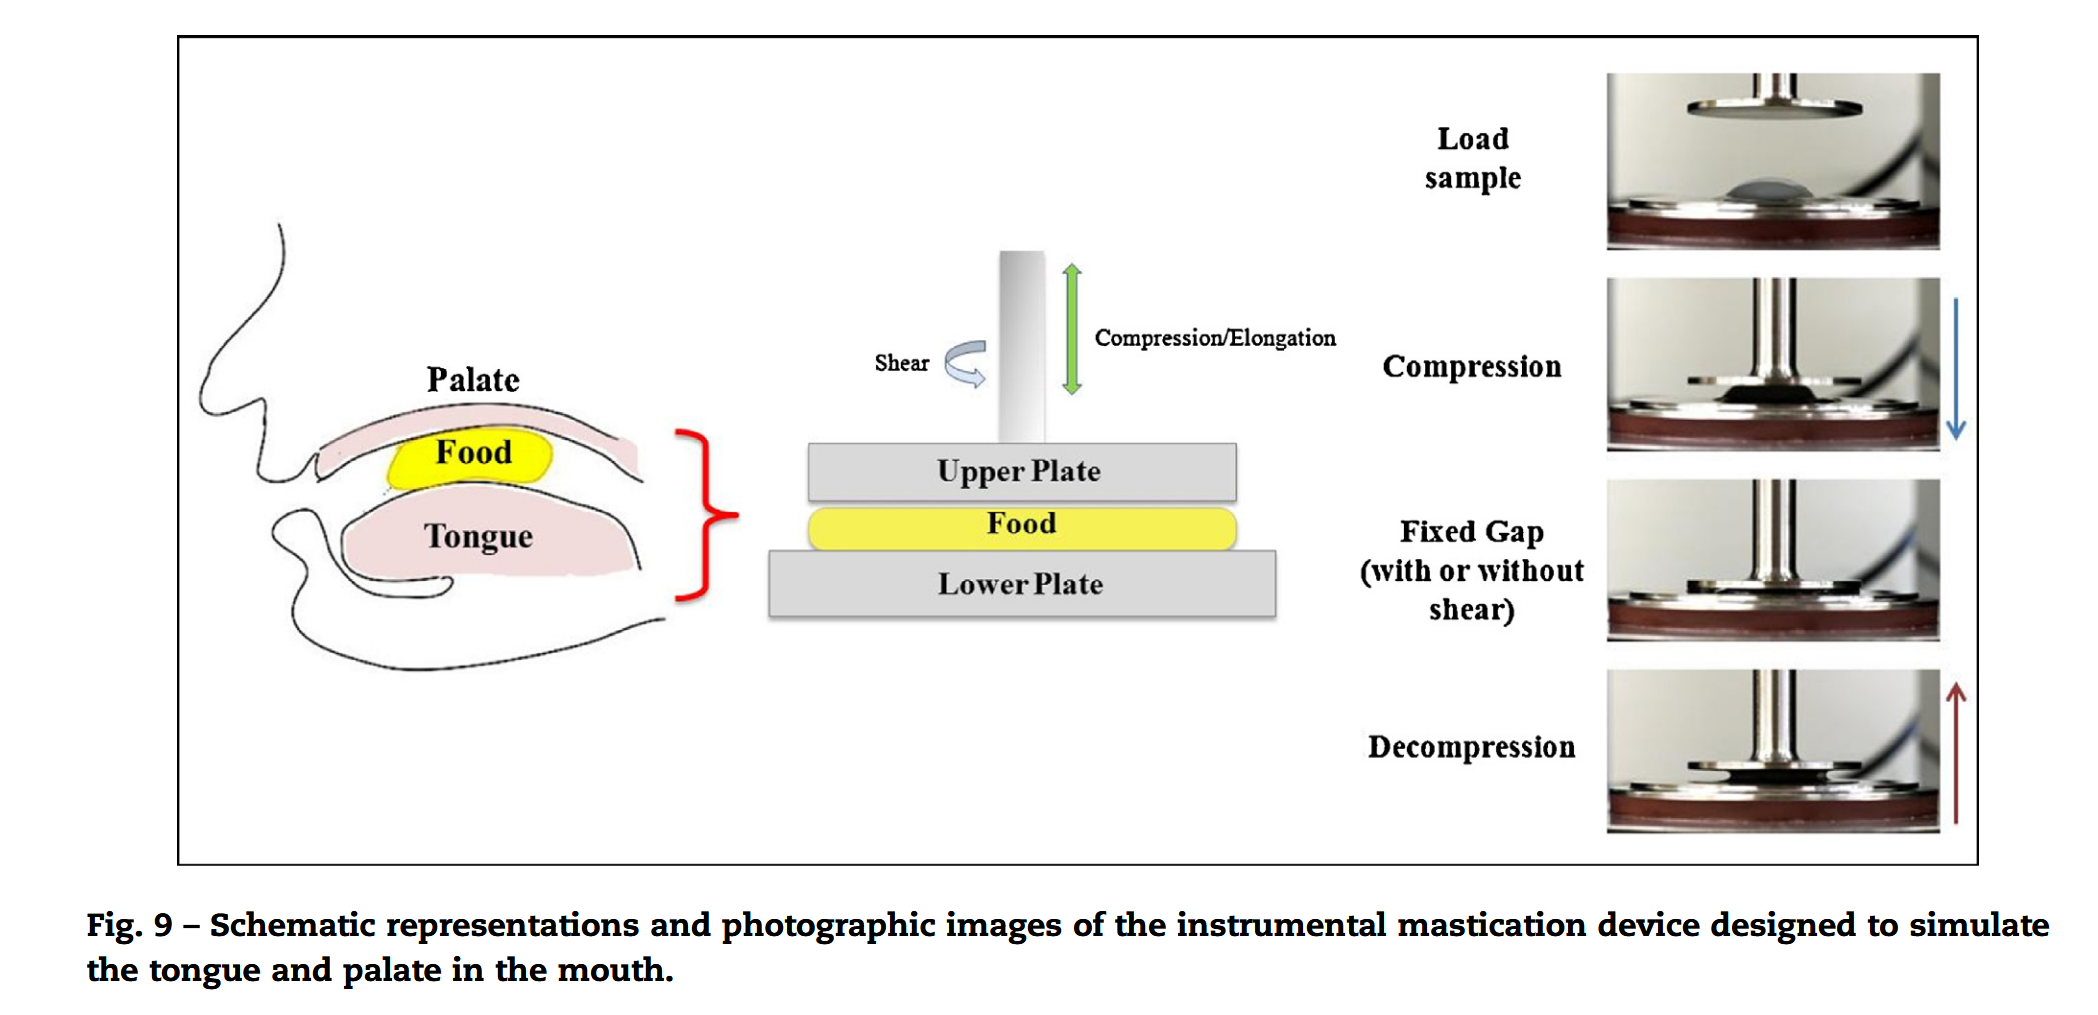 Palate
Food
Tongue
Shear
Compression/Elongation
Upper Plate
Food
Lower Plate
Load
sample
Compression
Fixed Gap
(with or without
shear)
Decompression
Fig. 9 – Schematic representations and photographic images of the instrumental mastication device designed to simulate
the tongue and palate in the mouth.